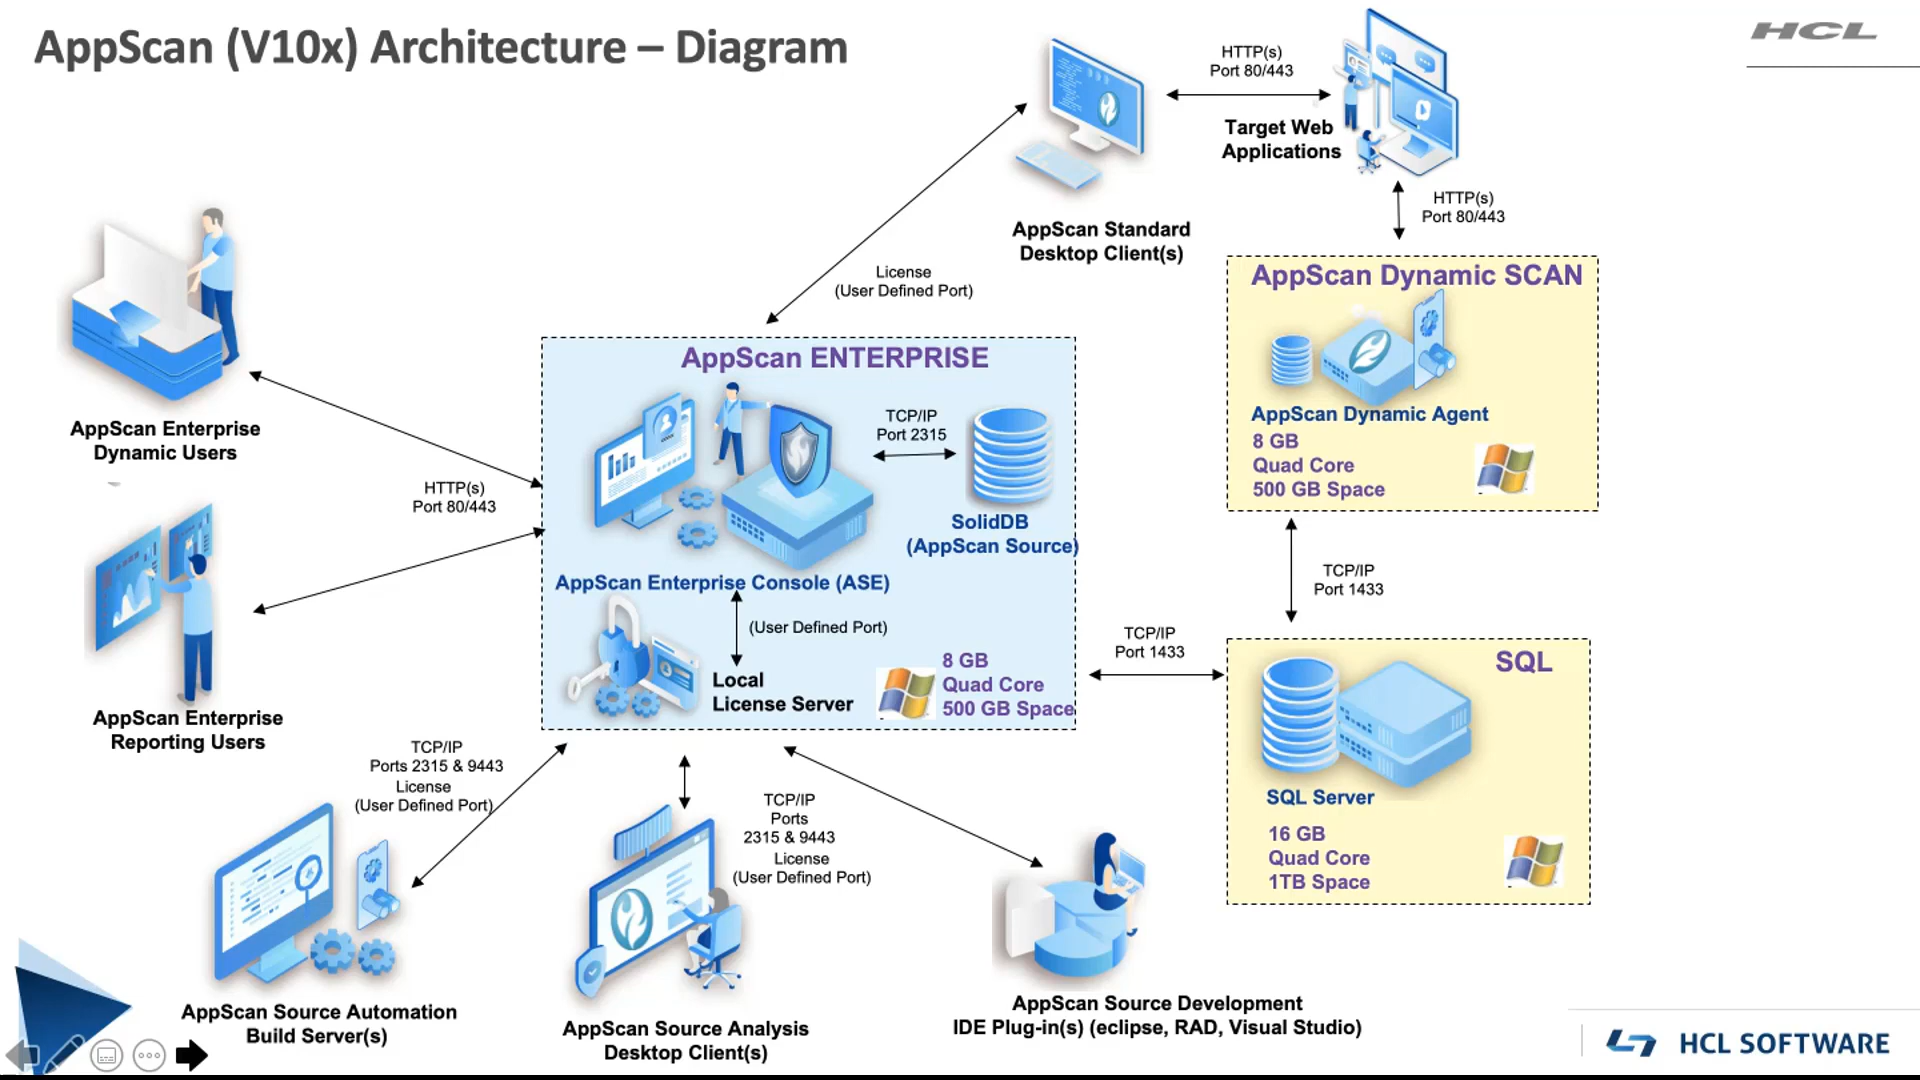 AppScan (V10x) Architecture – Diagram
HCL
HTTP(s)
Port 80/443
Target Web
Applications
HTTP(s)
Port 80/443
AppScan Standard
Desktop Client(s)
License
(User Defined Port)
AppScan Dynamic SCAN
AppScan Dynamic Agent
8 GB
Quad Core
500 GB Space
AppScan Enterprise
Dynamic Users
HTTP(s)
Port 80/443
AppScan Enterprise
Reporting Users
AppScan ENTERPRISE
TCP/IP
Port 2315
SolidDB
(AppScan Source)
AppScan Enterprise Console (ASE)
(User Defined Port)
Local
License Server
8 GB
Quad Core
500 GB Space
TCP/IP
Port 1433
TCP/IP
Port 1433
SQL
SQL Server
16 GB
Quad Core
1TB Space
TCP/IP
Ports 2315 & 9443
License
(User Defined Port)
TCP/IP
Ports
2315 & 9443
License
(User Defined Port)
AppScan Source Automation
Build Server(s)
AppScan Source Analysis
Desktop Client(s)
AppScan Source Development
IDE Plug-in(s) (eclipse, RAD, Visual Studio)
HCL SOFTWARE